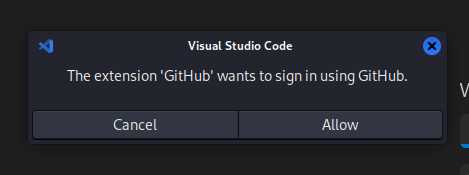 Visual Studio Code
The extension 'GitHub' wants to sign in using GitHub.
Cancel
Allow
W